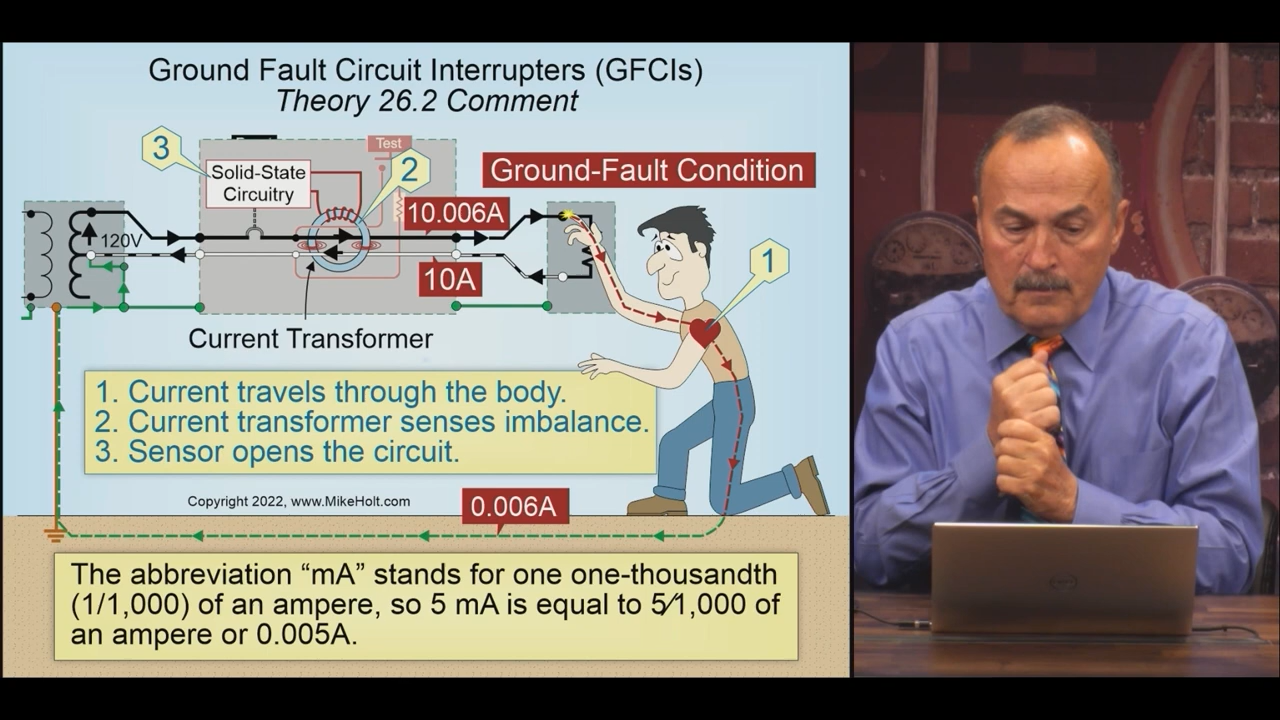 Ground Fault Circuit Interrupters (GFCIs)
Theory 26.2 Comment
3
Test
2
Solid-State
Circuitry
Ground-Fault Condition
10.006A
120V
10A
1
Current Transformer
1. Current travels through the body.
2. Current transformer senses imbalance.
3. Sensor opens the circuit.
Copyright 2022, www.MikeHolt.com
0.006A
The abbreviation “mA” stands for one one-thousandth
(1/1,000) of an ampere, so 5 mA is equal to 5⁄1,000 of
an ampere or 0.005A.